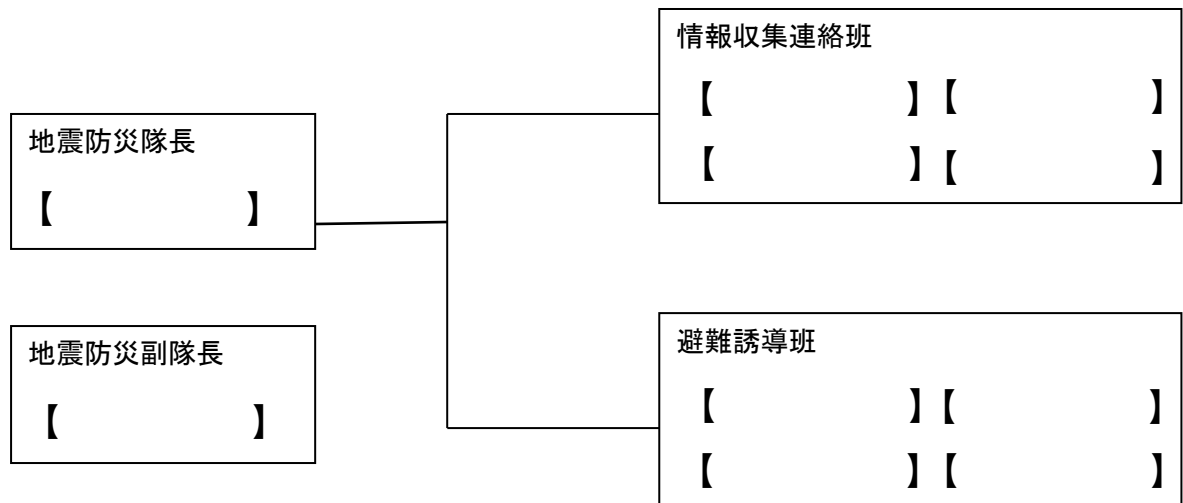 地震防災隊長
【　　　　　】
地震防災副隊長
【　　　　　】
情報収集連絡班
【　　　　　】【　　　　　】
【　　　　　】【　　　　　】
避難誘導班
【　　　　　】【　　　　　】
【　　　　　】【　　　　　】